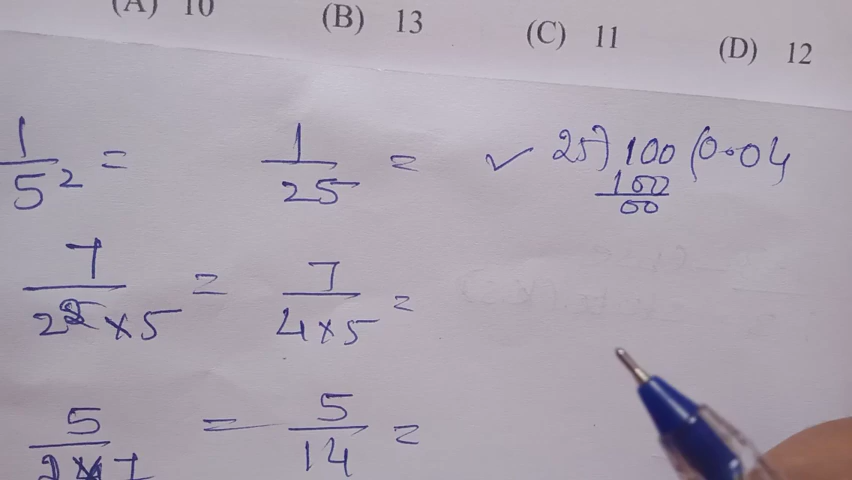 (A) 10 (B) 13 (C) 11 (D) 12
1/5² = 1/25 = ✓ 25) 100 (0.04
100
00
7/2²×5 = 7/4×5 =
5/2×7 = 5/14 =